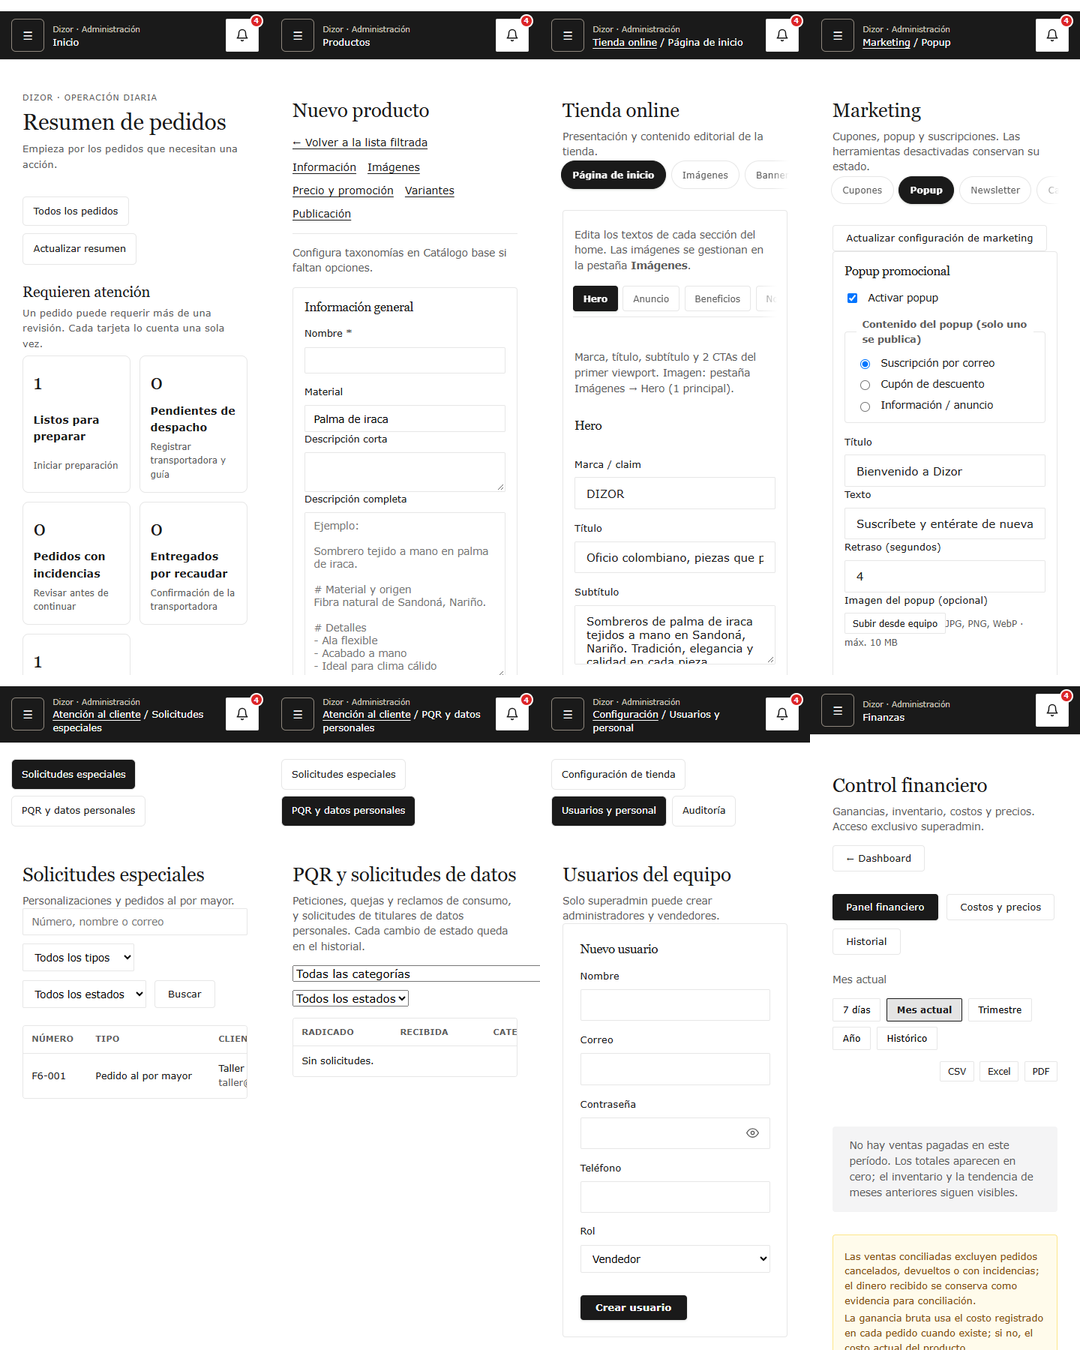 Dizor · Administración
Inicio
4
DIZOR · OPERACIÓN DIARIA
Resumen de pedidos
Empieza por los pedidos que necesitan una
acción.
Todos los pedidos
Actualizar resumen
Requieren atención
Un pedido puede requerir más de una
revisión. Cada tarjeta lo cuenta una sola
vez.
1
Listos para
preparar
Iniciar preparación
0
Pendientes de
despacho
Registrar
transportadora y
guía
0
Pedidos con
incidencias
Revisar antes de
continuar
0
Entregados
por recaudar
Confirmación de la
transportadora
1
Dizor · Administración
Productos
4
Nuevo producto
← Volver a la lista filtrada
Información Imágenes
Precio y promoción Variantes
Publicación
Configura taxonomías en Catálogo base si
faltan opciones.
Información general
Nombre *
Material
Palma de iraca
Descripción corta
Descripción completa
Ejemplo:
Sombrero tejido a mano en palma
de iraca.
# Material y origen
Fibra natural de Sandoná, Nariño.
# Detalles
- Ala flexible
- Acabado a mano
- Ideal para clima cálido
Dizor · Administración
Tienda online / Página de inicio
4
Tienda online
Presentación y contenido editorial de la
tienda.
Página de inicio Imágenes Banne
Edita los textos de cada sección del
home. Las imágenes se gestionan en
la pestaña Imágenes.
Hero Anuncio Beneficios N
Marca, título, subtítulo y 2 CTAs del
primer viewport. Imagen: pestaña
Imágenes → Hero (1 principal).
Hero
Marca / claim
DIZOR
Título
Oficio colombiano, piezas que p
Subtítulo
Sombreros de palma de iraca
tejidos a mano en Sandoná,
Nariño. Tradición, elegancia y
calidad en cada pieza
Dizor · Administración
Marketing / Popup
4
Marketing
Cupones, popup y suscripciones. Las
herramientas desactivadas conservan su
estado.
Cupones Popup Newsletter C
Actualizar configuración de marketing
Popup promocional
Activar popup
Contenido del popup (solo uno
se publica)
Suscripción por correo
Cupón de descuento
Información / anuncio
Título
Bienvenido a Dizor
Texto
Suscríbete y entérate de nueva
Retraso (segundos)
4
Imagen del popup (opcional)
Subir desde equipo JPG, PNG, WebP ·
máx. 10 MB
Dizor · Administración
Atención al cliente / Solicitudes
especiales
4
Solicitudes especiales
PQR y datos personales
Solicitudes especiales
Personalizaciones y pedidos al por mayor.
Número, nombre o correo
Todos los tipos
Todos los estados Buscar
NÚMERO TIPO CLIEN
F6-001 Pedido al por mayor Taller
taller@
Dizor · Administración
Atención al cliente / PQR y datos
personales
4
Solicitudes especiales
PQR y datos personales
PQR y solicitudes de datos
Peticiones, quejas y reclamos de consumo,
y solicitudes de titulares de datos
personales. Cada cambio de estado queda
en el historial.
Todas las categorías
Todos los estados
RADICADO RECIBIDA CATE
Sin solicitudes.
Dizor · Administración
Configuración / Usuarios y
personal
4
Configuración de tienda
Usuarios y personal Auditoría
Usuarios del equipo
Solo superadmin puede crear
administradores y vendedores.
Nuevo usuario
Nombre
Correo
Contraseña
Teléfono
Rol
Vendedor
Crear usuario
Dizor · Administración
Finanzas
4
Control financiero
Ganancias, inventario, costos y precios.
Acceso exclusivo superadmin.
← Dashboard
Panel financiero Costos y precios
Historial
Mes actual
7 días Mes actual Trimestre
Año Histórico
CSV Excel PDF
No hay ventas pagadas en este
período. Los totales aparecen en
cero; el inventario y la tendencia de
meses anteriores siguen visibles.
Las ventas conciliadas excluyen pedidos
cancelados, devueltos o con incidencias;
el dinero recibido se conserva como
evidencia para conciliación.
La ganancia bruta usa el costo registrado
en cada pedido cuando existe; si no, el
costo actual del producto